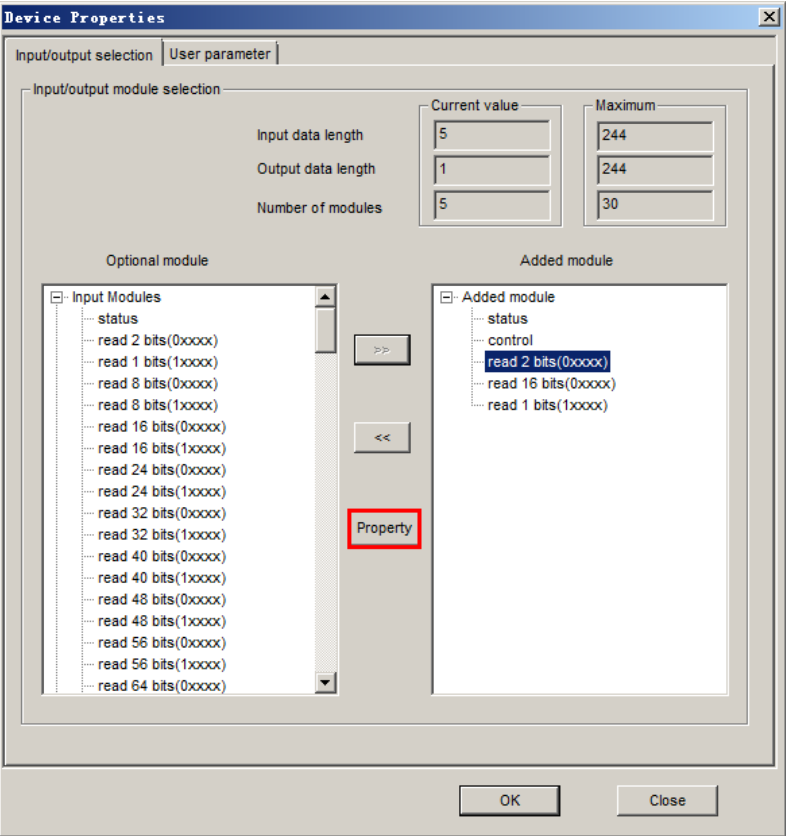 Device Properties
Input/output selection
User parameter
Input/output module selection
Current value
Maximum
Input data length
5
244
Output data length
1
244
Number of modules
5
30
Optional module
Added module
Input Modules
status
read 2 bits(0xxxx)
read 1 bits(1xxxx)
read 8 bits(0xxxx)
read 8 bits(1xxxx)
read 16 bits(0xxxx)
read 16 bits(1xxxx)
read 24 bits(0xxxx)
read 24 bits(1xxxx)
read 32 bits(0xxxx)
read 32 bits(1xxxx)
read 40 bits(0xxxx)
read 40 bits(1xxxx)
read 48 bits(0xxxx)
read 48 bits(1xxxx)
read 56 bits(0xxxx)
read 56 bits(1xxxx)
read 64 bits(0xxxx)
>>
<<
Property
Added module
status
control
read 2 bits(0xxxx)
read 16 bits(0xxxx)
read 1 bits(1xxxx)
OK
Close